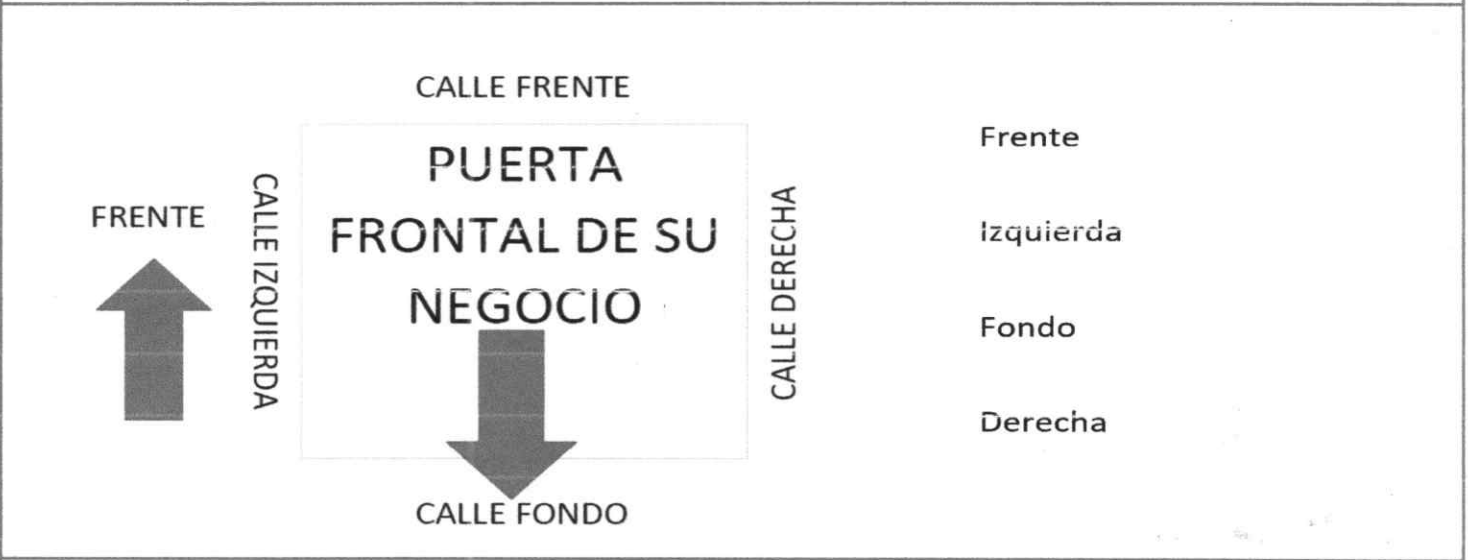 CALLE FRENTE
PUERTA
FRONTAL DE SU
NEGOCIO
FRENTE
CALLE IZQUIERDA
CALLE DERECHA
CALLE FONDO
Frente
Izquierda
Fondo
Derecha